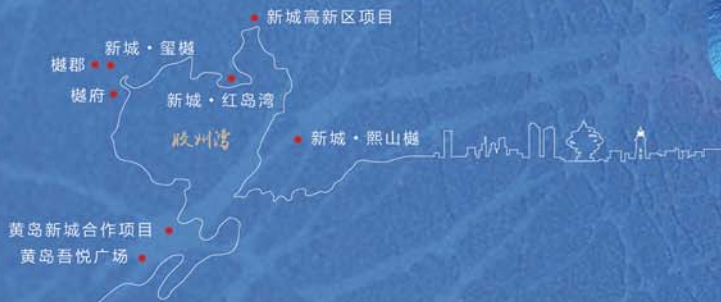 新城高新区项目
新城·玺樾
樾郡
樾府
新城·红岛湾
胶州湾
新城·熙山樾
黄岛新城合作项目
黄岛吾悦广场